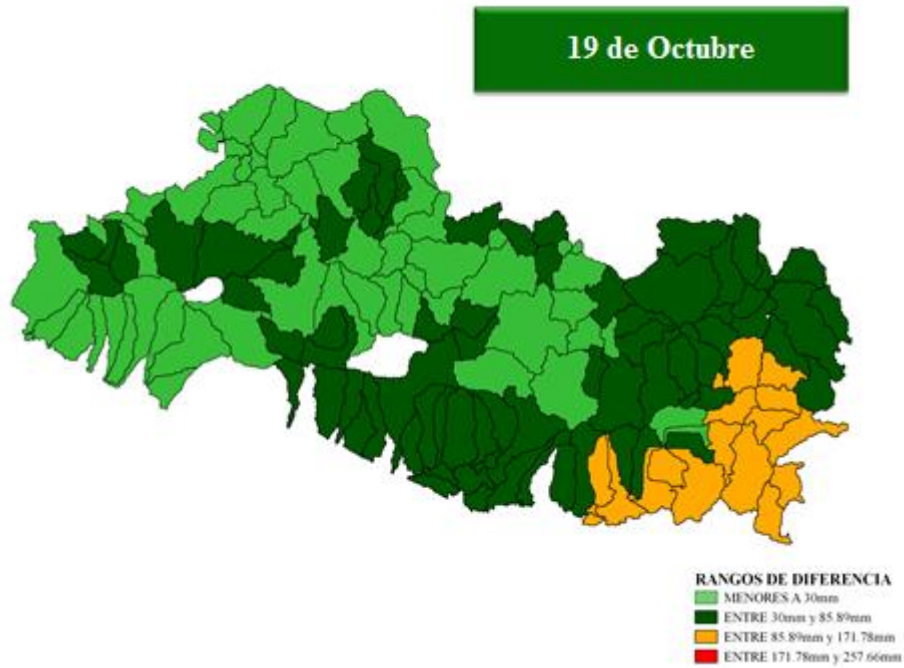 19 de Octubre
RANGOS DE DIFERENCIA
MENORES A 30mm
ENTRE 30mm y 85.89mm
ENTRE 85.89mm y 171.78mm
ENTRE 171.78mm y 257.66mm